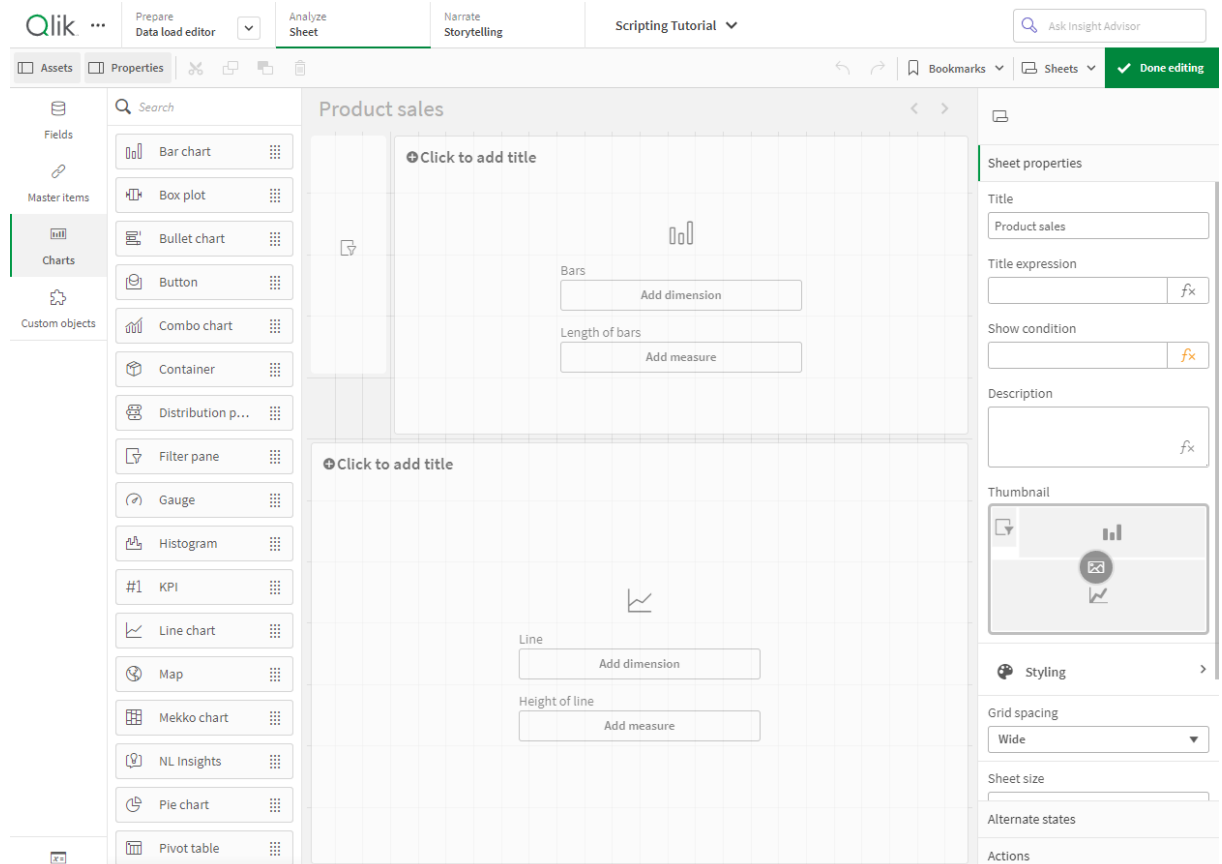 Qlik
Prepare
Data load editor
Analyze
Sheet
Narrate
Storytelling
Scripting Tutorial
Ask Insight Advisor
Assets
Properties
Bookmarks
Sheets
Done editing
Fields
Master items
Charts
Custom objects
Search
Bar chart
Box plot
Bullet chart
Button
Combo chart
Container
Distribution p...
Filter pane
Gauge
Histogram
#1 KPI
Line chart
Map
Mekko chart
NL Insights
Pie chart
Pivot table
Product sales
Click to add title
Bars
Add dimension
Length of bars
Add measure
Click to add title
Line
Add dimension
Height of line
Add measure
Sheet properties
Title
Product sales
Title expression
fx
Show condition
fx
Description
fx
Thumbnail
Styling
Grid spacing
Wide
Sheet size
Alternate states
Actions